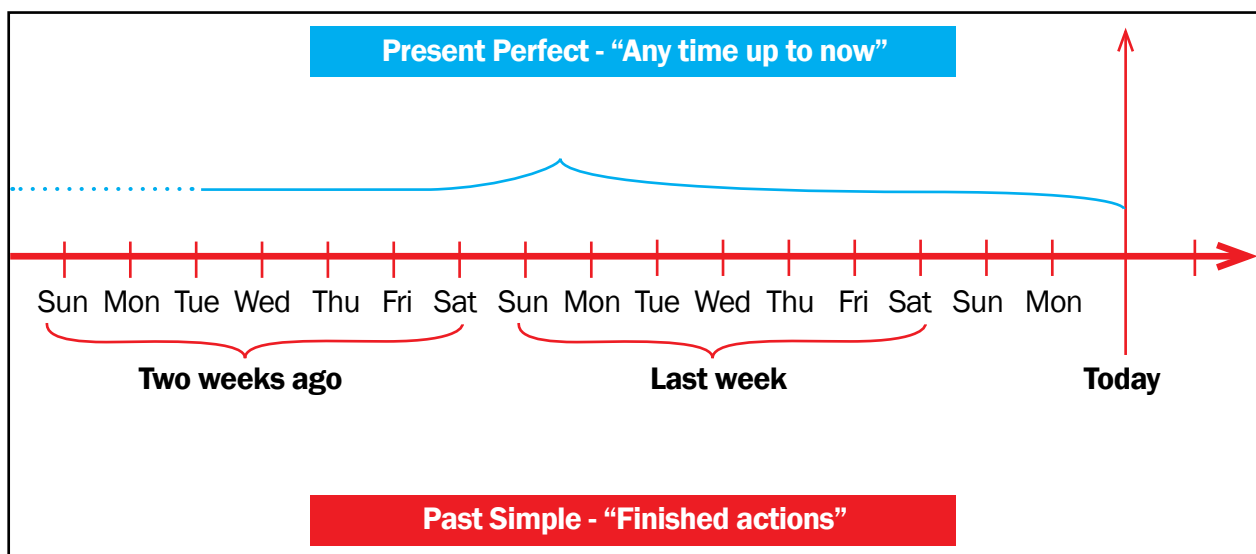 Present Perfect - “Any time up to now”
Sun Mon Tue Wed Thu Fri Sat Sun Mon Tue Wed Thu Fri Sat Sun Mon
Two weeks ago Last week Today
Past Simple - “Finished actions”